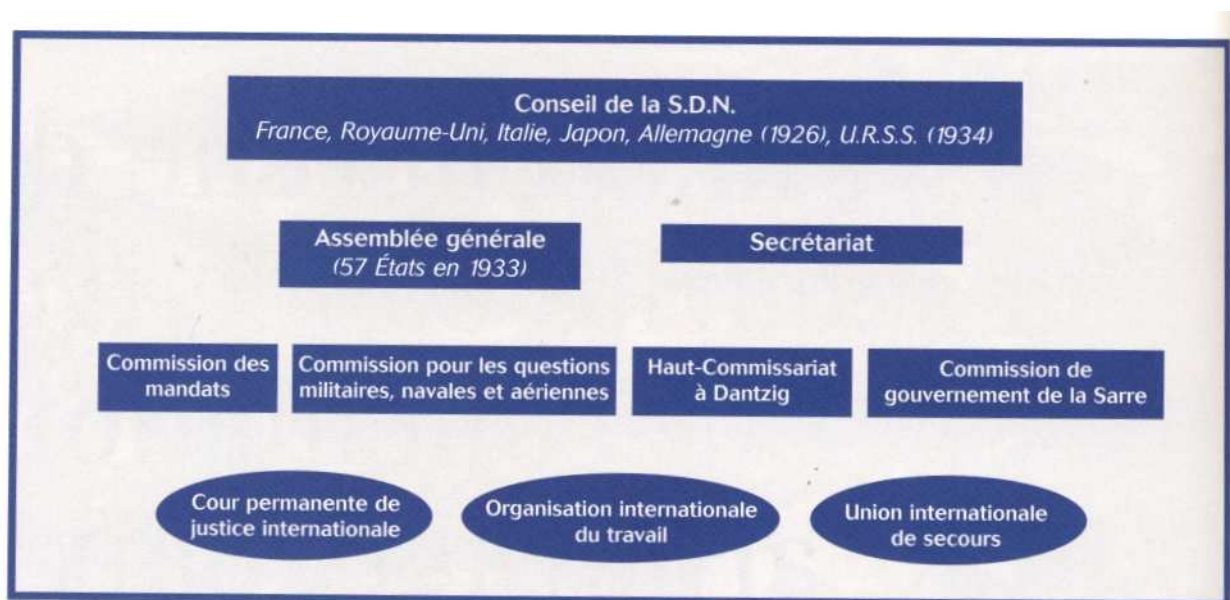 Conseil de la S.D.N.
France, Royaume-Uni, Italie, Japon, Allemagne (1926), U.R.S.S. (1934)
Assemblée générale
(57 États en 1933)
Secrétariat
Commission des
mandats
Commission pour les questions
militaires, navales et aériennes
Haut-Commissariat
à Dantzig
Commission de
gouvernement de la Sarre
Cour permanente de
justice internationale
Organisation internationale
du travail
Union internationale
de secours